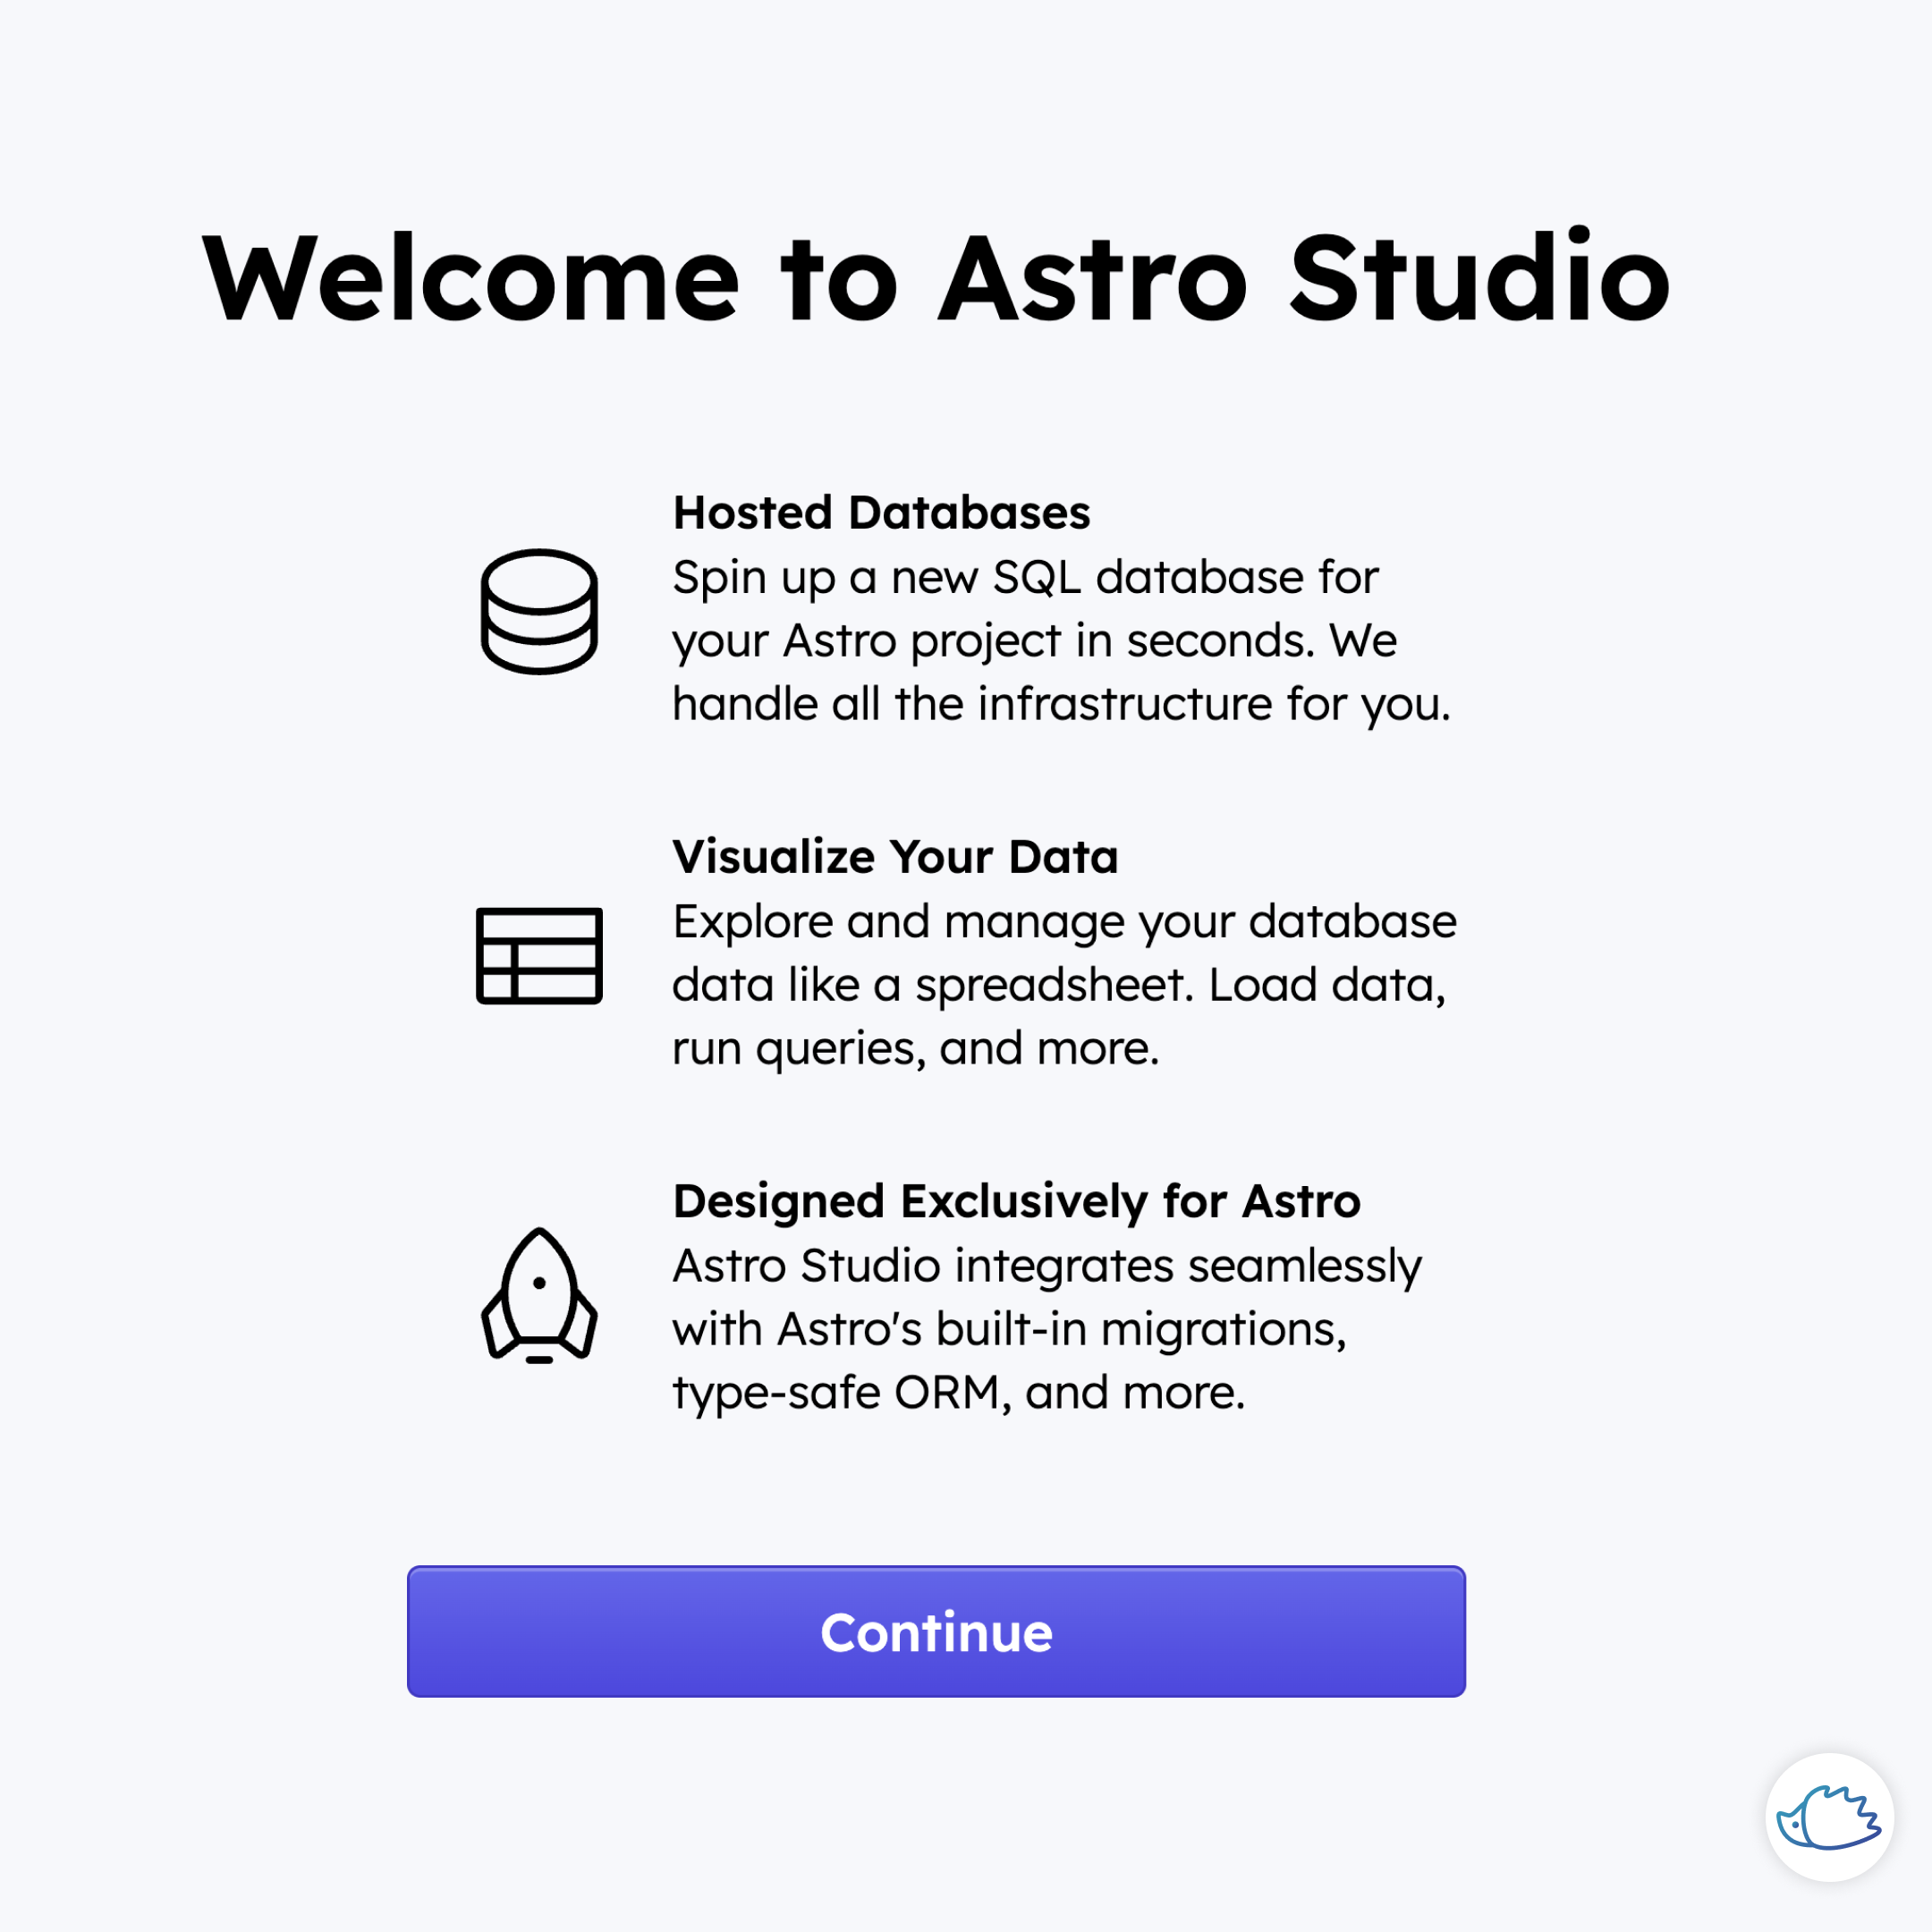 Welcome to Astro Studio
Hosted Databases
Spin up a new SQL database for
your Astro project in seconds. We
handle all the infrastructure for you.
Visualize Your Data
Explore and manage your database
data like a spreadsheet. Load data,
run queries, and more.
Designed Exclusively for Astro
Astro Studio integrates seamlessly
with Astro's built-in migrations,
type-safe ORM, and more.
Continue